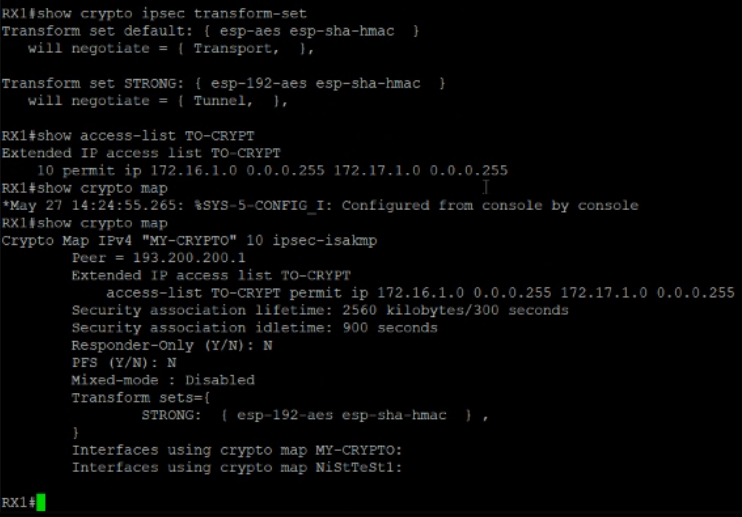 RX1#show crypto ipsec transform-set
Transform set default: { esp-aes esp-sha-hmac  }
   will negotiate = { Transport,  },

Transform set STRONG: { esp-192-aes esp-sha-hmac  }
   will negotiate = { Tunnel,  },

RX1#show access-list TO-CRYPT
Extended IP access list TO-CRYPT
    10 permit ip 172.16.1.0 0.0.0.255 172.17.1.0 0.0.0.255
RX1#show crypto map
*May 27 14:24:55.265: %SYS-5-CONFIG_I: Configured from console by console
RX1#show crypto map
Crypto Map IPv4 "MY-CRYPTO" 10 ipsec-isakmp
        Peer = 193.200.200.1
        Extended IP access list TO-CRYPT
            access-list TO-CRYPT permit ip 172.16.1.0 0.0.0.255 172.17.1.0 0.0.0.255
        Security association lifetime: 2560 kilobytes/300 seconds
        Security association idletime: 900 seconds
        Responder-Only (Y/N): N
        PFS (Y/N): N
        Mixed-mode : Disabled
        Transform sets={
                STRONG:  { esp-192-aes esp-sha-hmac  } ,
        }
        Interfaces using crypto map MY-CRYPTO:
        Interfaces using crypto map NiStTeSt1:

RX1#